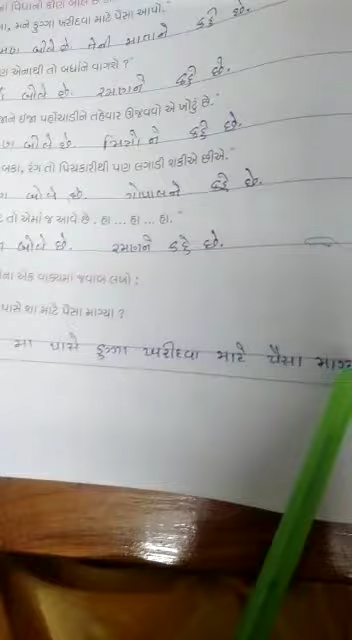 મા, મને ફુગ્ગા ખરીદવા માટે પૈસા આપો."
બોલે છે. તેની માતાને કહે છે.
એનાથી તો બધાંને વાગશે ?"
બોલે છે. રમણને કહે છે.
ઈજા પહોંચાડીને તહેવાર ઊજવવો એ ખોટું છે."
બોલે છે. મિત્રોને કહે છે.
રંગ તો પિચકારીથી પણ લગાડી શકીએ છીએ."
બોલે છે. ગોપાલને કહે છે.
તો એમાં જ આવે છે. હા ... હા ... હા.
બોલે છે. રમણને કહે છે.
એક વાક્યમાં જવાબ લખો :
પાસે શા માટે પૈસા માગ્યા ?
મા પાસે ફુગ્ગા ખરીદવા માટે પૈસા